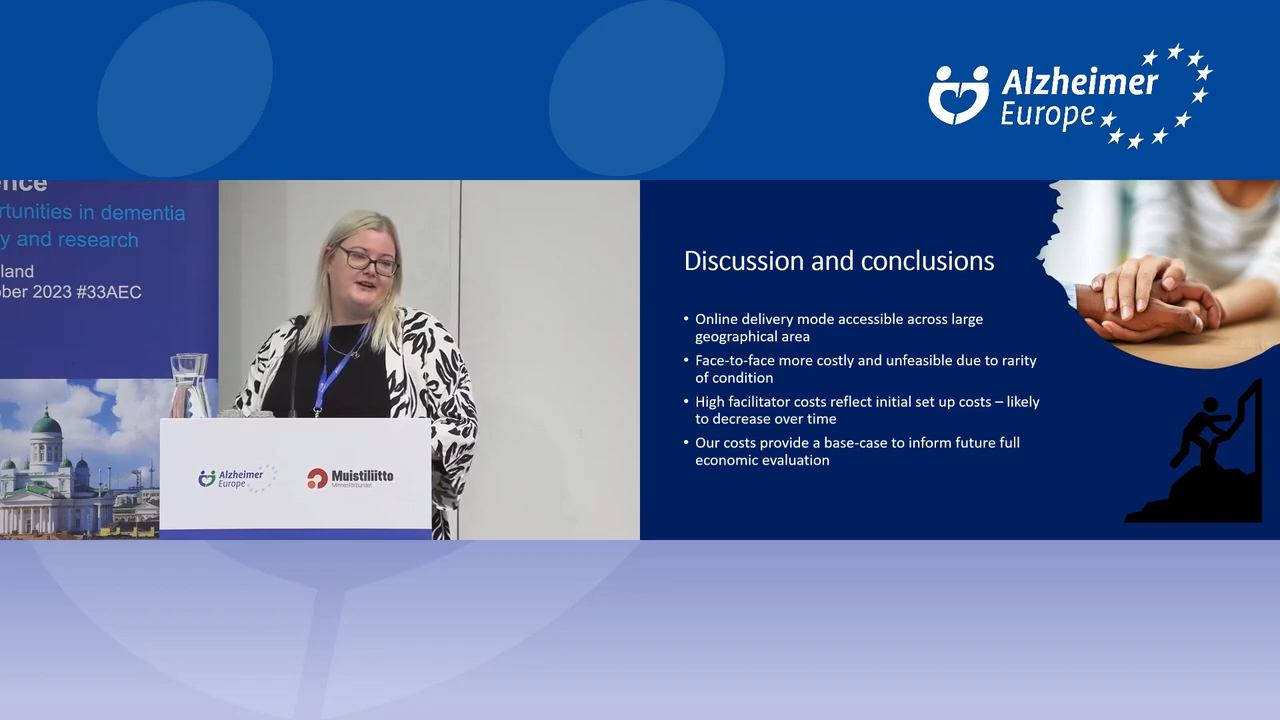 Alzheimer
Europe
ence
rtunities in dementia
y and research
land
ober 2023 #33AEC
Alzheimer
Europe
Muistiliitto
Minnesförbundet
Discussion and conclusions
• Online delivery mode accessible across large
geographical area
• Face-to-face more costly and unfeasible due to rarity
of condition
• High facilitator costs reflect initial set up costs – likely
to decrease over time
• Our costs provide a base-case to inform future full
economic evaluation